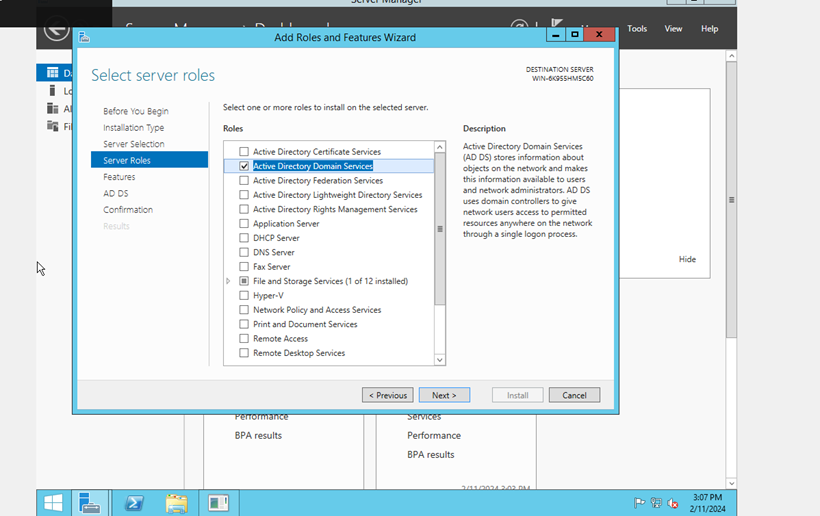 Server Manager
Tools View Help
Add Roles and Features Wizard
Select server roles
DESTINATION SERVER
WIN-6K955HM5C60
Before You Begin
Installation Type
Server Selection
Server Roles
Features
AD DS
Confirmation
Results
Select one or more roles to install on the selected server.
Roles
Active Directory Certificate Services
Active Directory Domain Services
Active Directory Federation Services
Active Directory Lightweight Directory Services
Active Directory Rights Management Services
Application Server
DHCP Server
DNS Server
Fax Server
File and Storage Services (1 of 12 installed)
Hyper-V
Network Policy and Access Services
Print and Document Services
Remote Access
Remote Desktop Services
Description
Active Directory Domain Services
(AD DS) stores information about
objects on the network and makes
this information available to users
and network administrators. AD DS
uses domain controllers to give
network users access to permitted
resources anywhere on the network
through a single logon process.
Hide
< Previous
Next >
Install
Cancel
Performance
BPA results
Services
Performance
BPA results
2/11/2024 3:03 PM
3:07 PM
2/11/2024